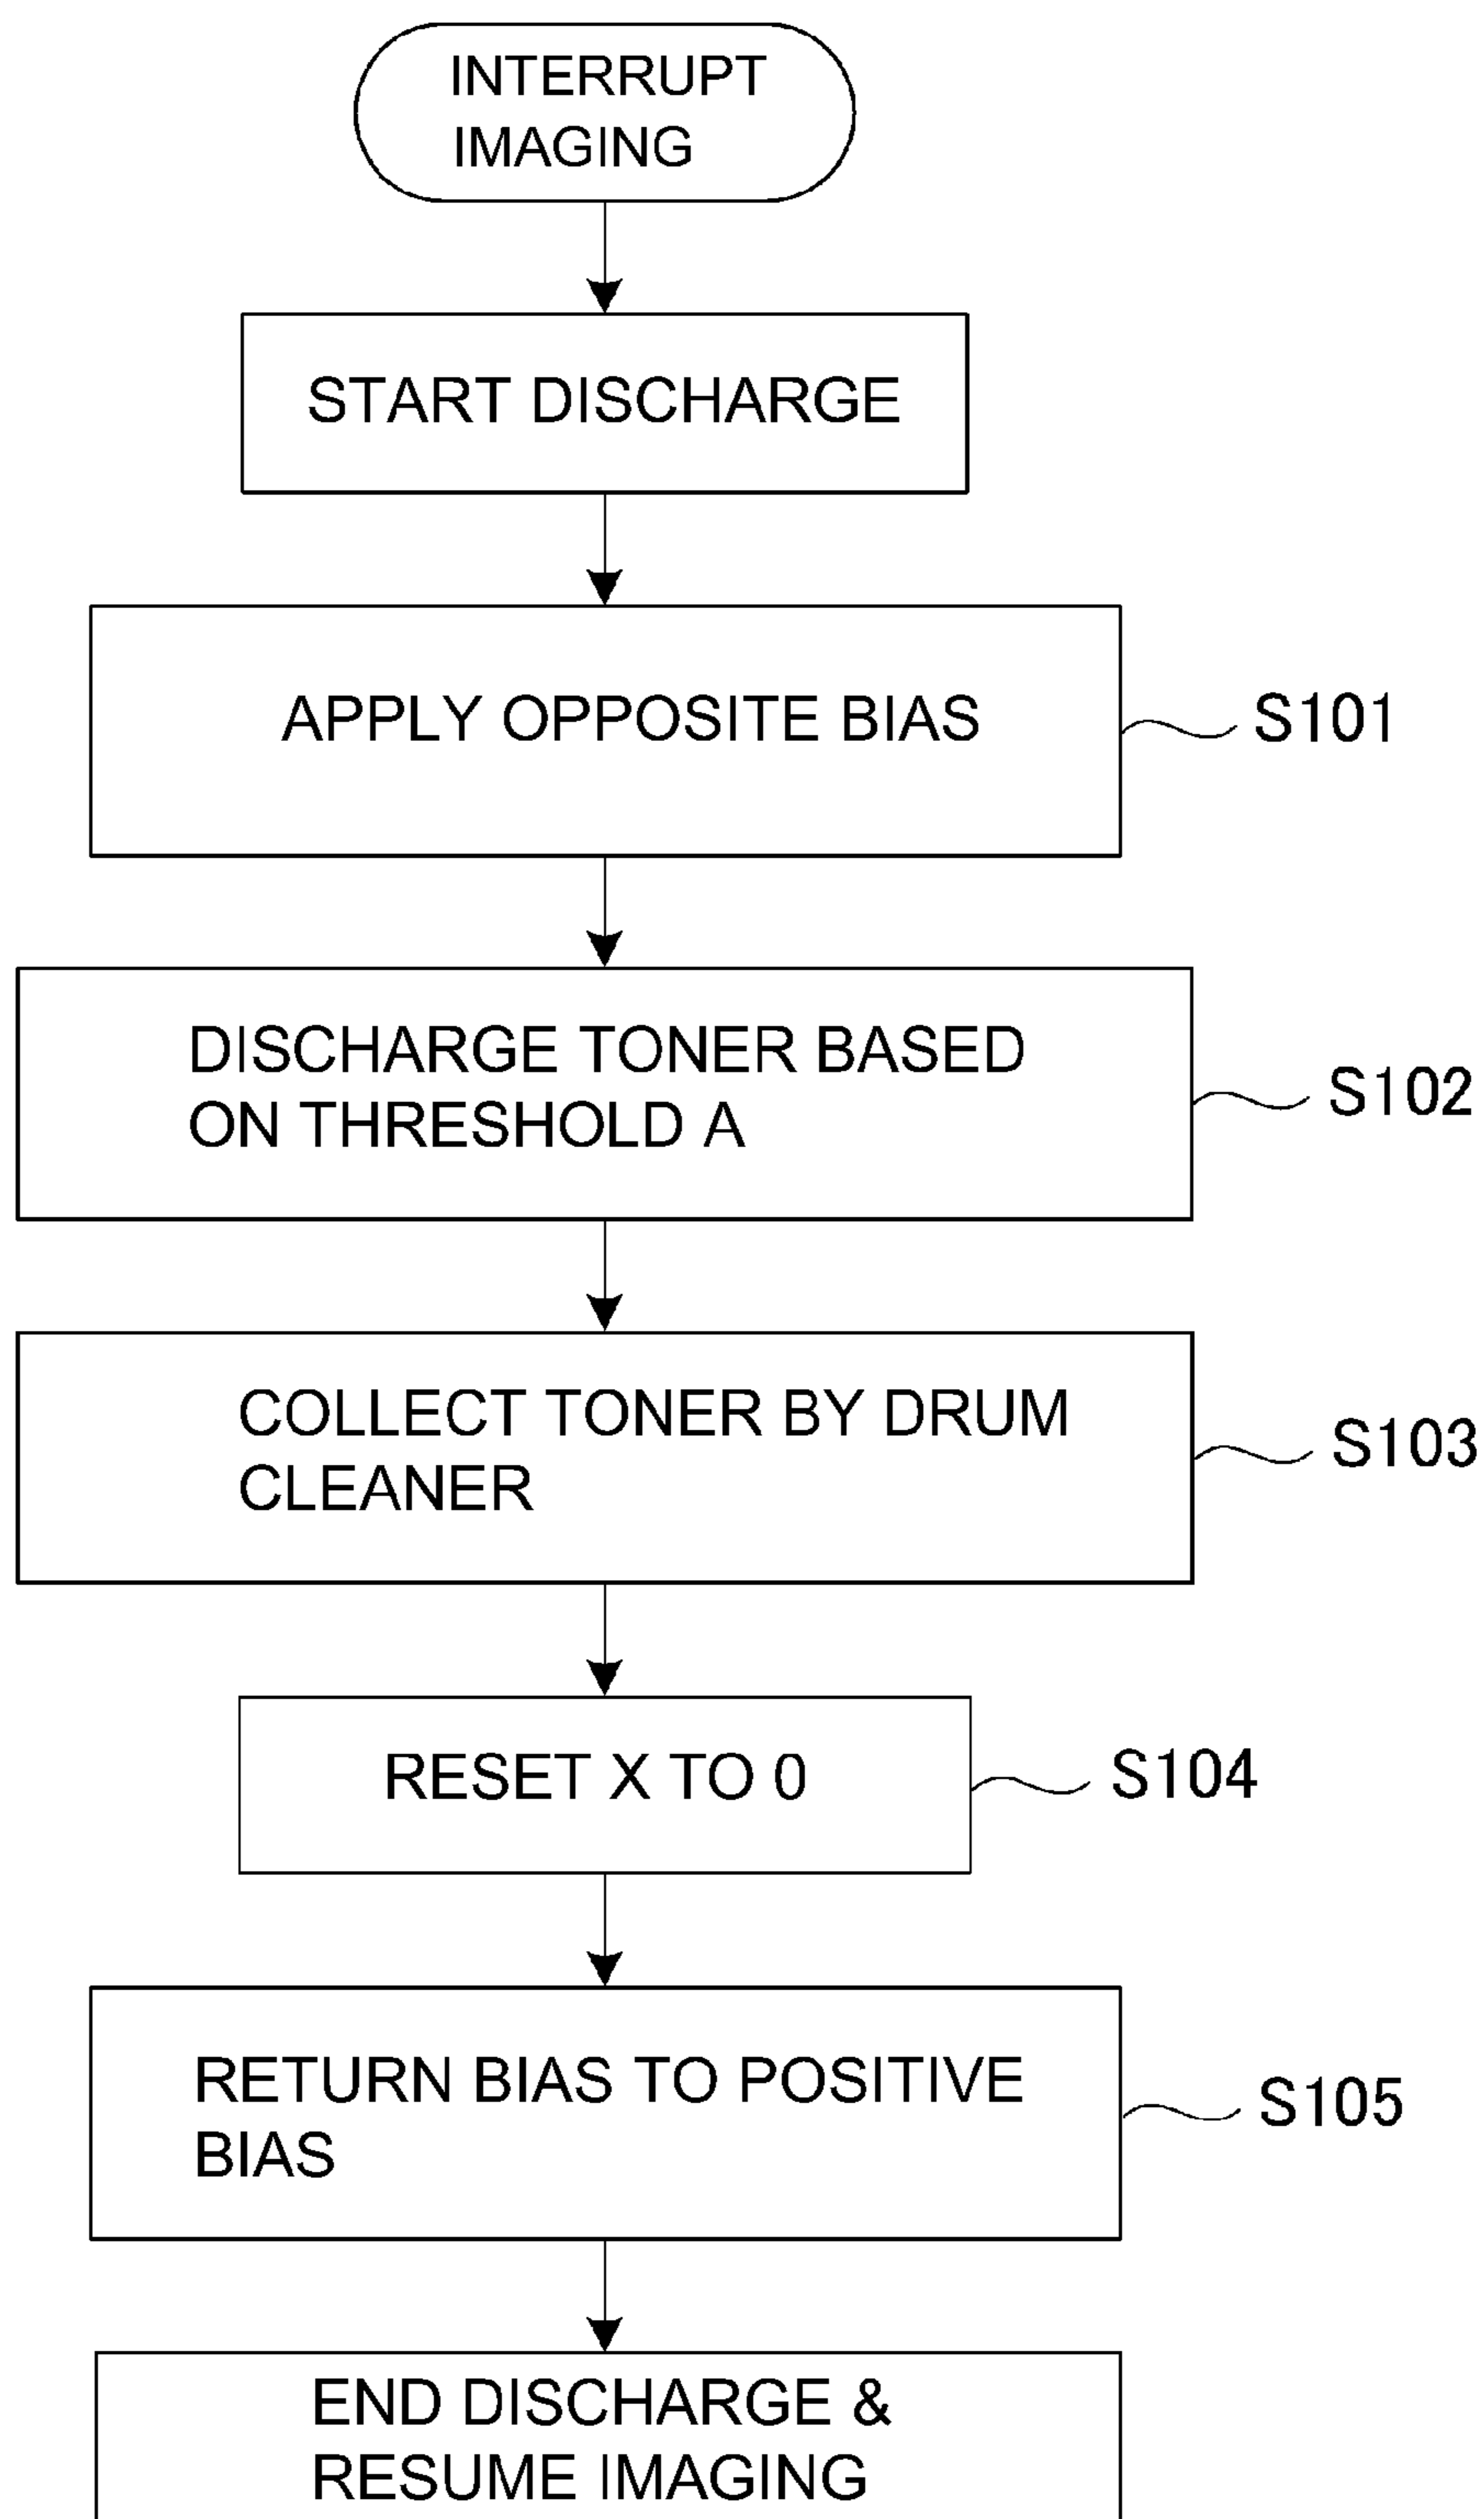 INTERRUPT
IMAGING
START DISCHARGE
APPLY OPPOSITE BIAS
S101
DISCHARGE TONER BASED
ON THRESHOLD A
S102
COLLECT TONER BY DRUM
CLEANER
S103
RESET X TO 0
S104
RETURN BIAS TO POSITIVE
BIAS
S105
END DISCHARGE &
RESUME IMAGING